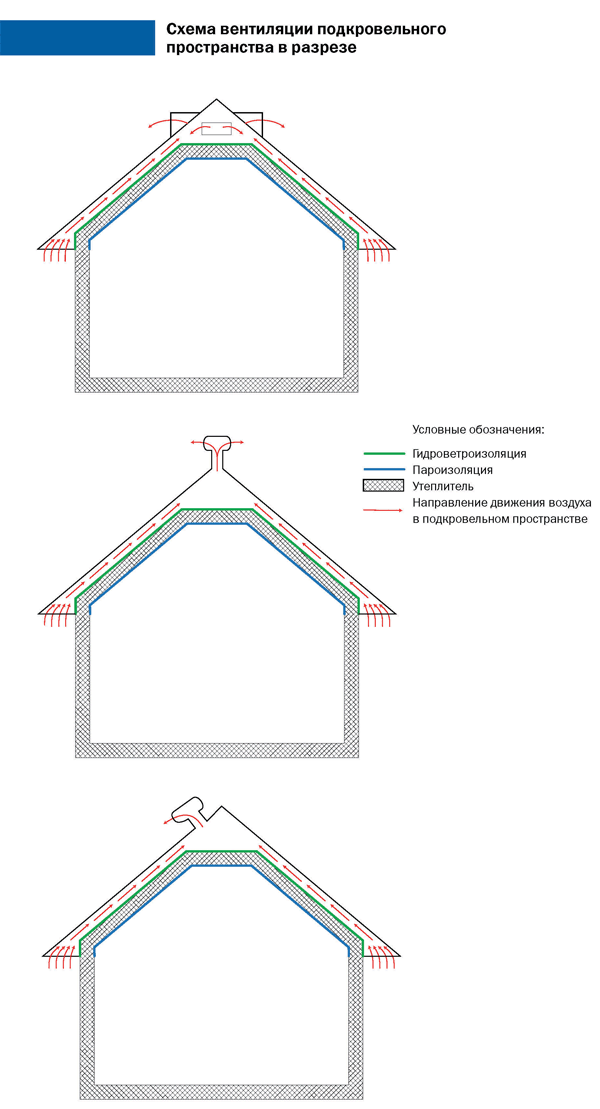 Схема вентиляции подкровельного
пространства в разрезе
Условные обозначения:
Гидроветроизоляция
Пароизоляция
Утеплитель
Направление движения воздуха
в подкровельном пространстве